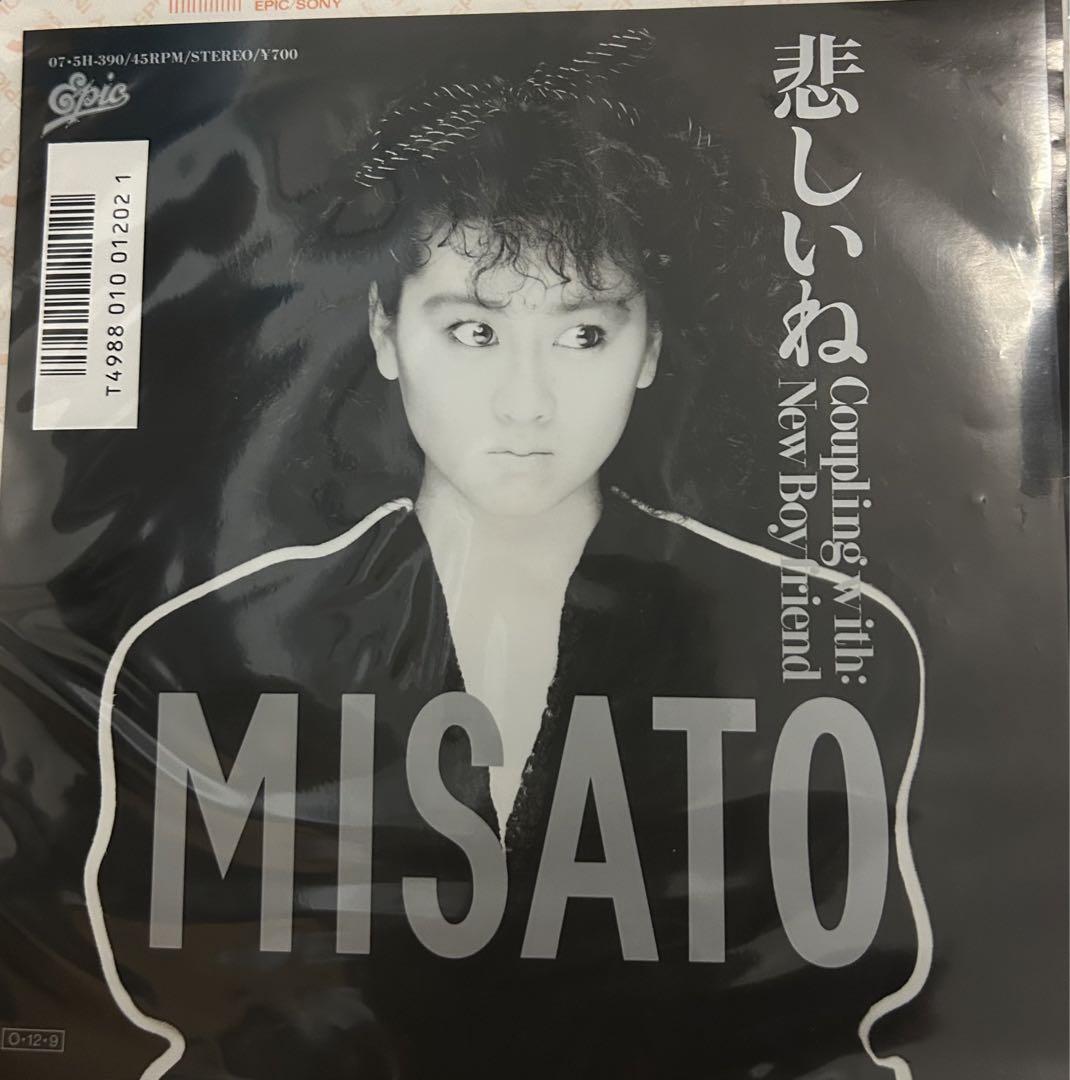 EPIC/SONY
07・5H-390/45RPM/STEREO/¥700
Epic
T4988 010 01202 1
悲しいね
Coupling with:
New Boyfriend
MISATO
O・12・9